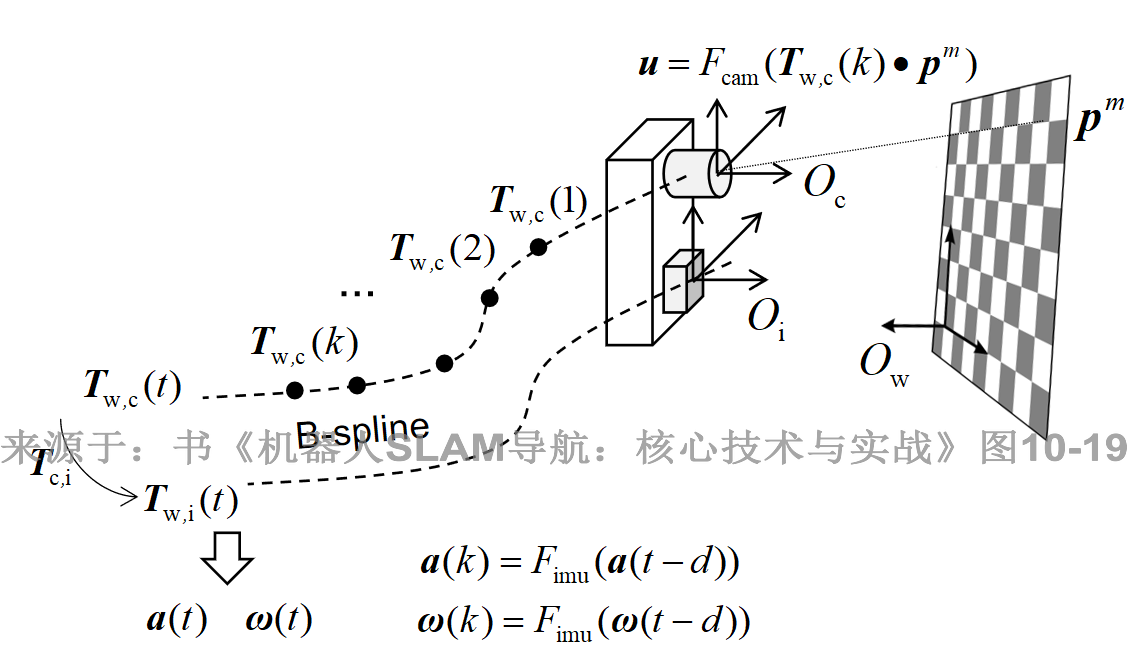 u = F_cam(T_w,c(k)•p^m)
p^m
O_c
T_w,c(1)
T_w,c(2)
...
O_i
T_w,c(k)
O_w
T_w,c(t)
B-spline
来源于：书《机器人SLAM导航：核心技术与实战》图10-19
T_c,i
T_w,i(t)
a(k) = F_imu(a(t − d))
a(t) ω(t)
ω(k) = F_imu(ω(t − d))